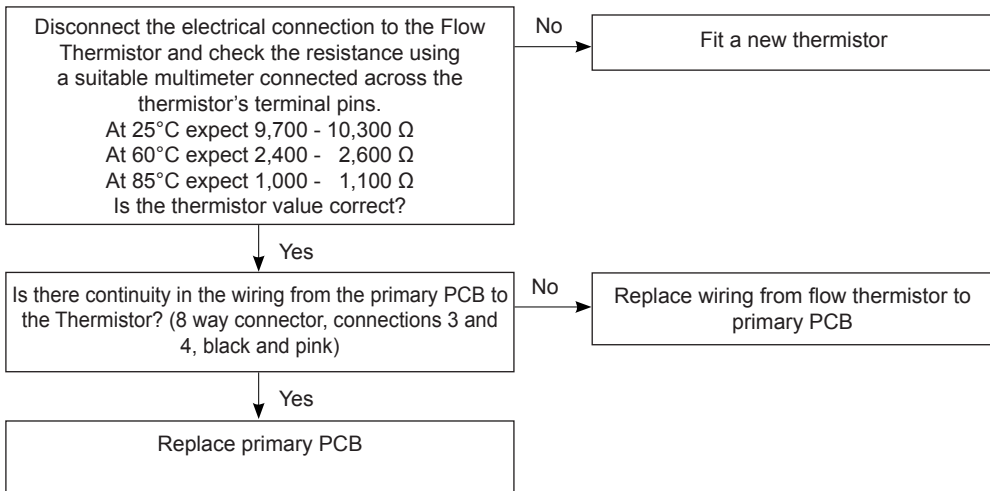 Disconnect the electrical connection to the Flow
Thermistor and check the resistance using
a suitable multimeter connected across the
thermistor's terminal pins.
At 25°C expect 9,700 - 10,300 Ω
At 60°C expect 2,400 -   2,600 Ω
At 85°C expect 1,000 -   1,100 Ω
Is the thermistor value correct?
No
Fit a new thermistor
Yes
Is there continuity in the wiring from the primary PCB to
the Thermistor? (8 way connector, connections 3 and
4, black and pink)
No
Replace wiring from flow thermistor to
primary PCB
Yes
Replace primary PCB